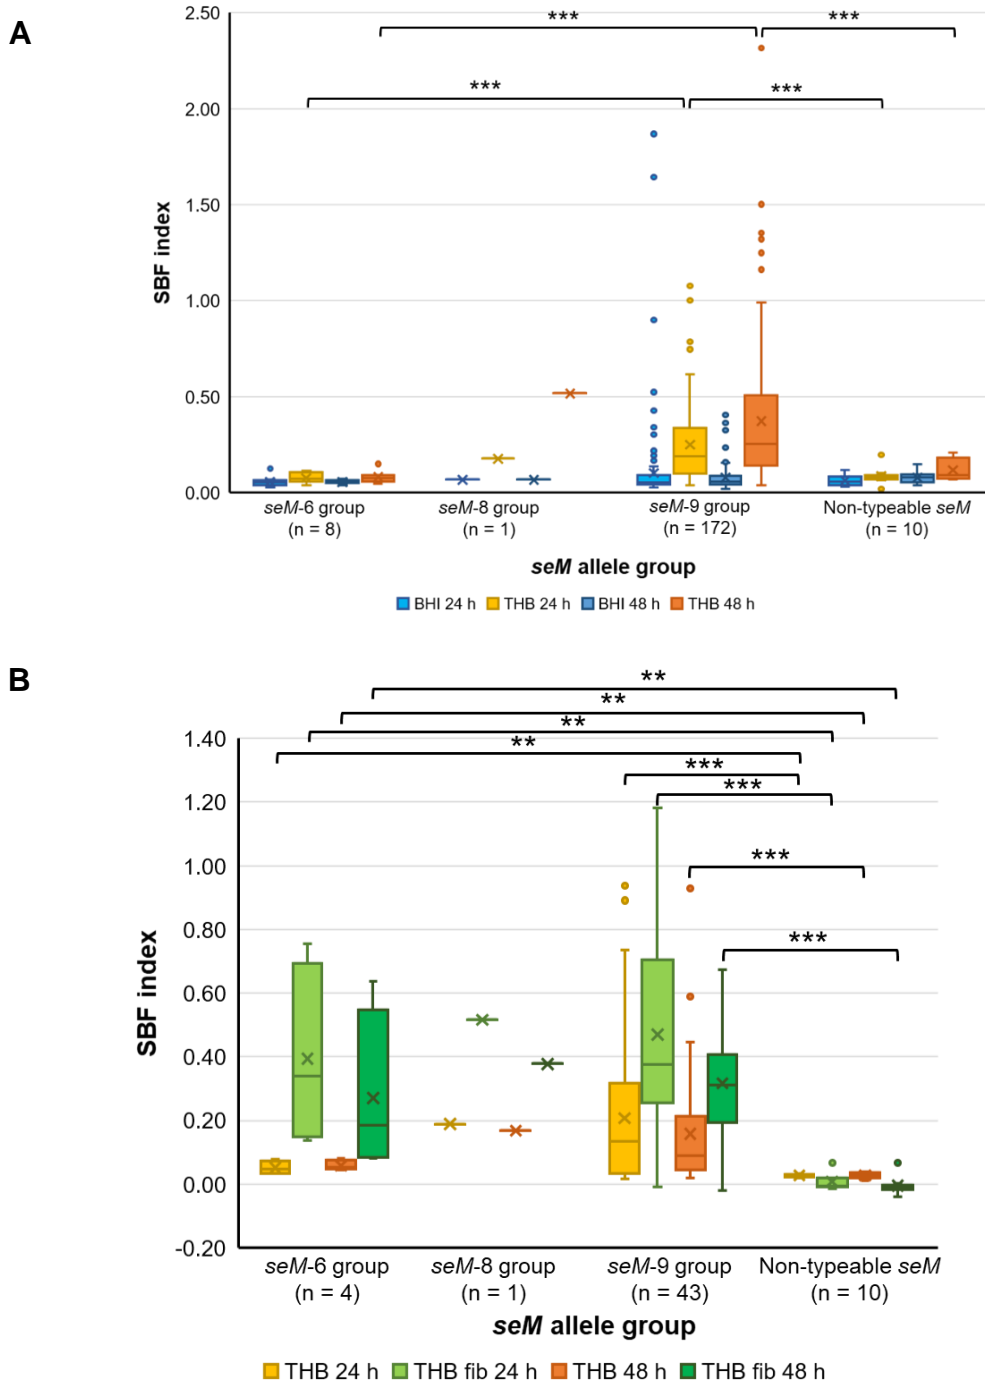 A
2.50
2.00
1.50
1.00
0.50
0.00
SBF index
*** ***
*** ***
seM-6 group seM-8 group seM-9 group Non-typeable seM
(n = 8) (n = 1) (n = 172) (n = 10)
seM allele group
BHI 24 h THB 24 h BHI 48 h THB 48 h
B
**
**
**
**
***
***
***
***
1.40
1.20
1.00
0.80
0.60
0.40
0.20
0.00
-0.20
SBF index
seM-6 group seM-8 group seM-9 group Non-typeable seM
(n = 4) (n = 1) (n = 43) (n = 10)
seM allele group
THB 24 h THB fib 24 h THB 48 h THB fib 48 h